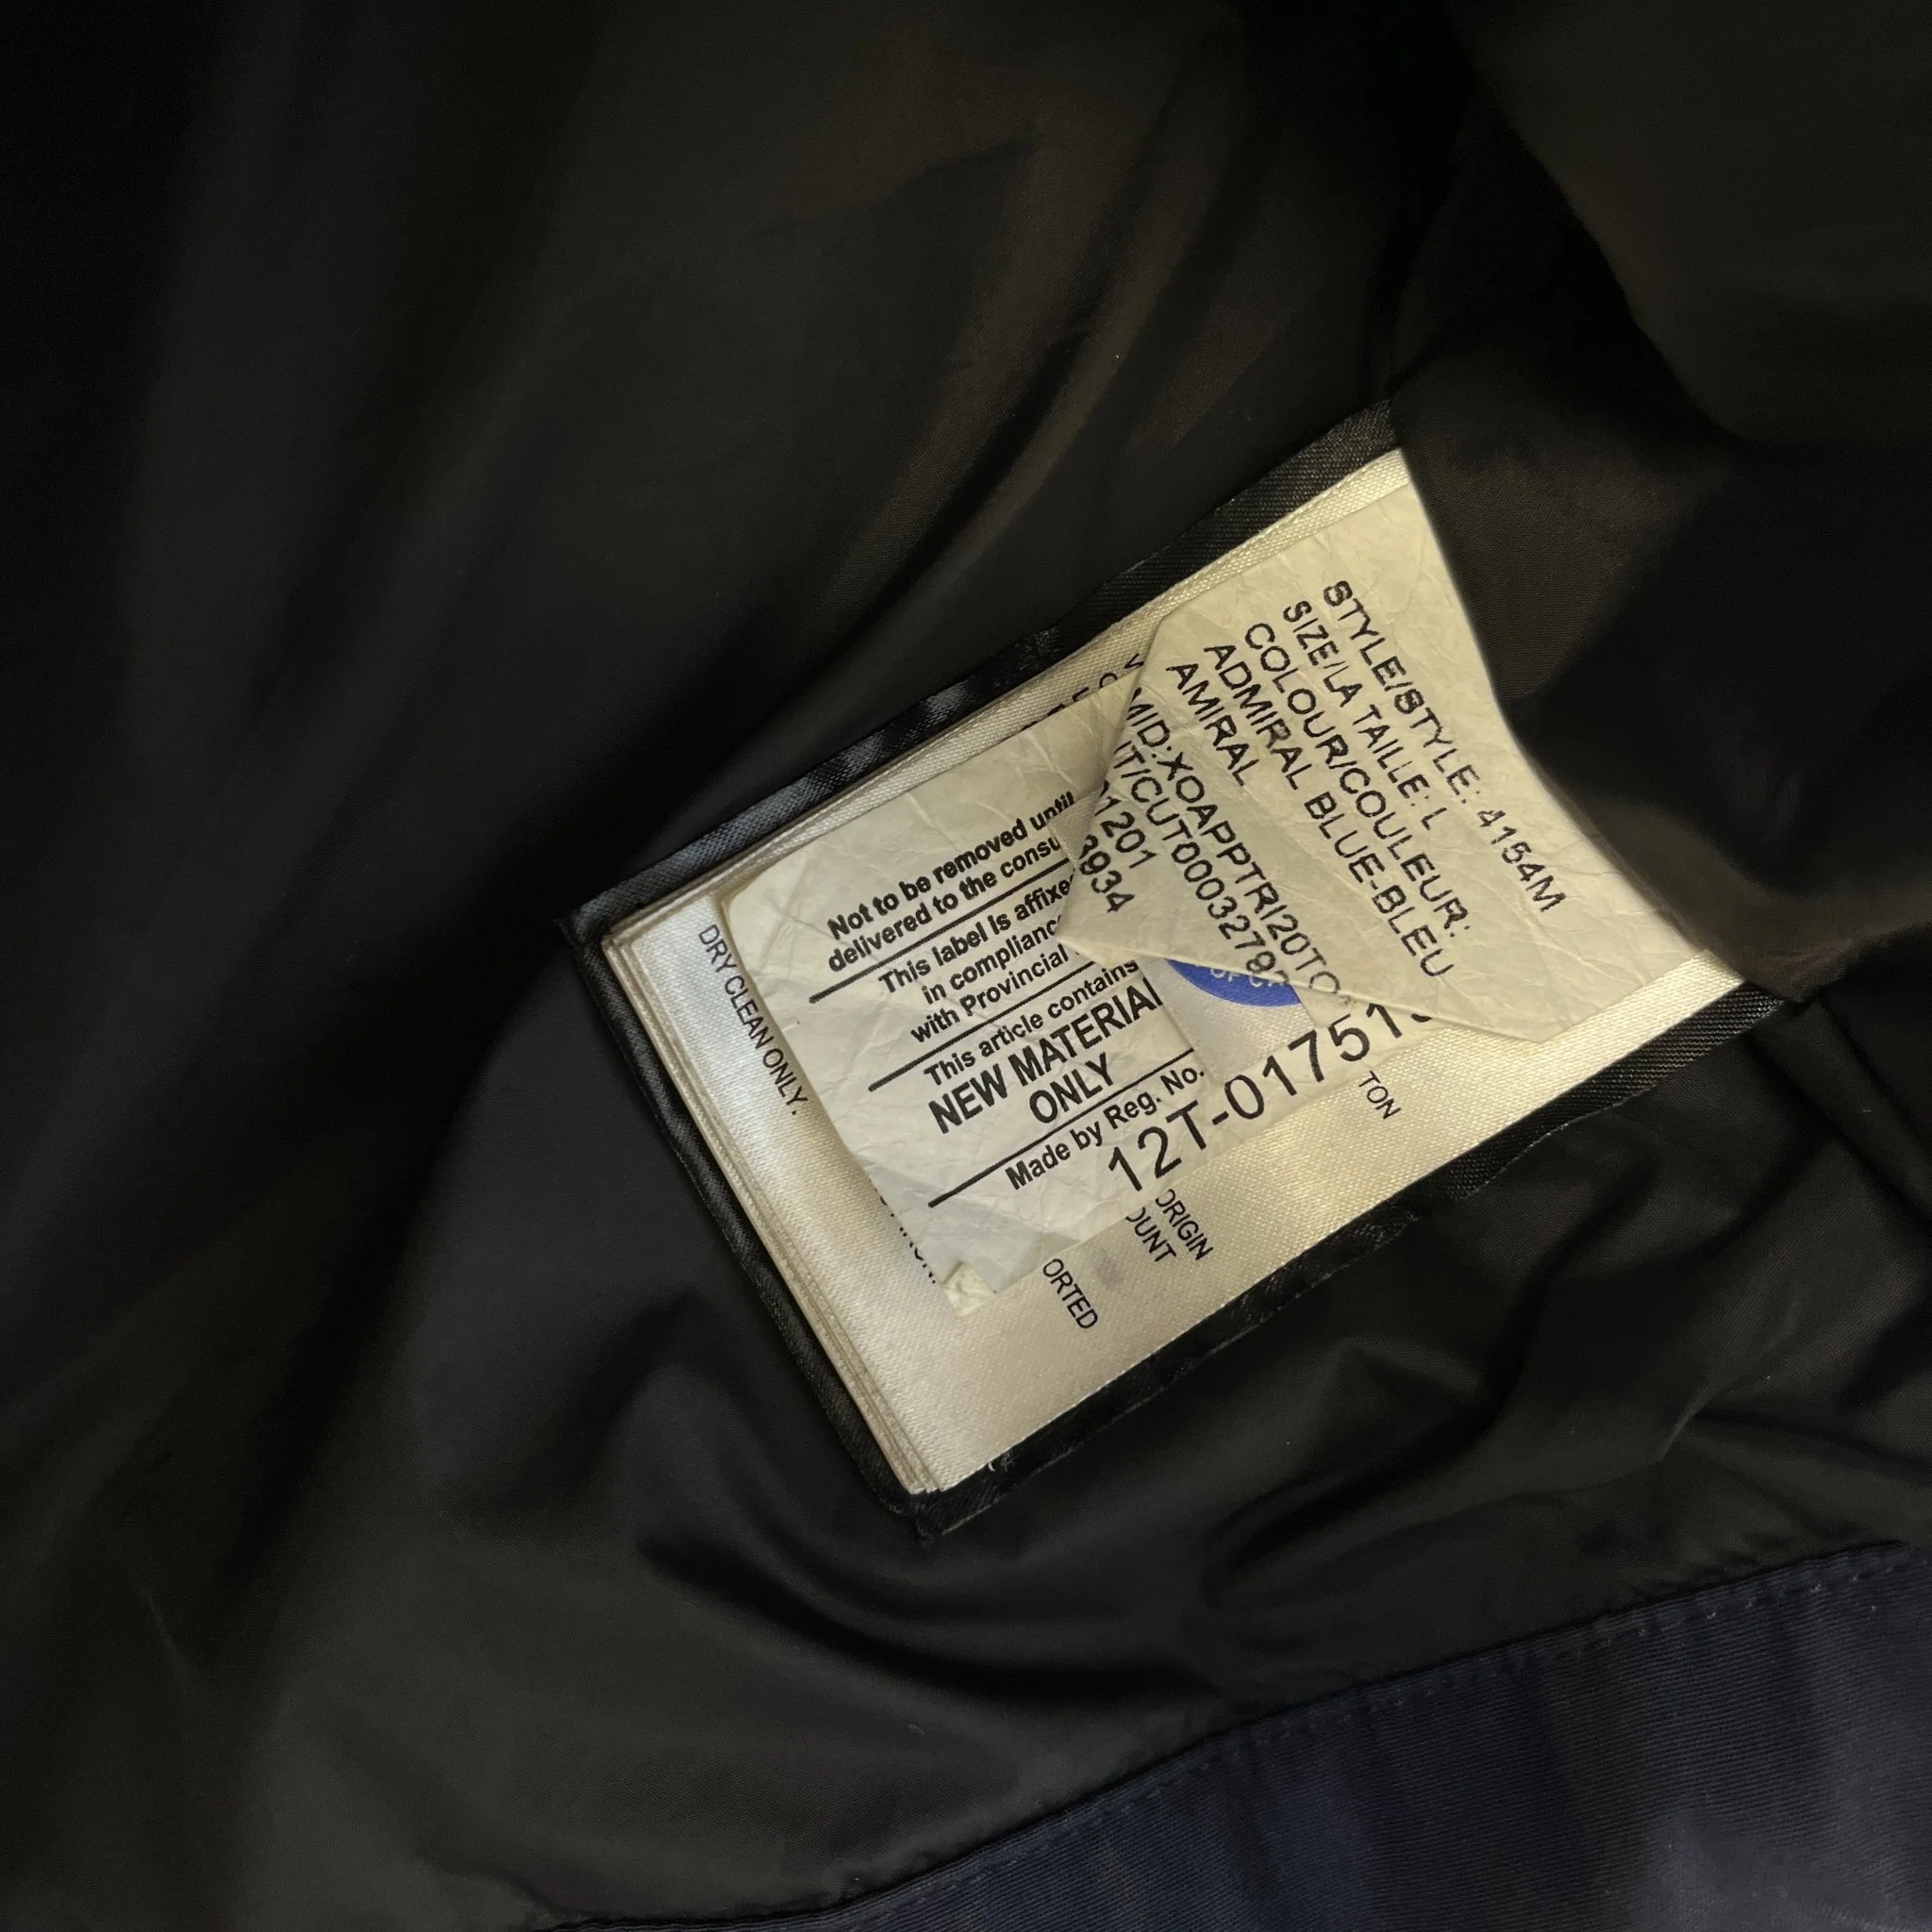 STYLE/STYLE: 4154M
SIZE/LA TAILLE: L
COLOUR/COULEUR:
ADMIRAL BLUE-BLEU
AMIRAL
MID:XOAPPTRI20TO
T/CUT00032787
1201
3934
Not to be removed until
delivered to the consu
This label is affixe
in complianc
with Provincial
This article contains
NEW MATERIAL
ONLY
Made by Reg. No.
12T-01751
DRY CLEAN ONLY.
TON
ORIGIN
OUNT
ORTED